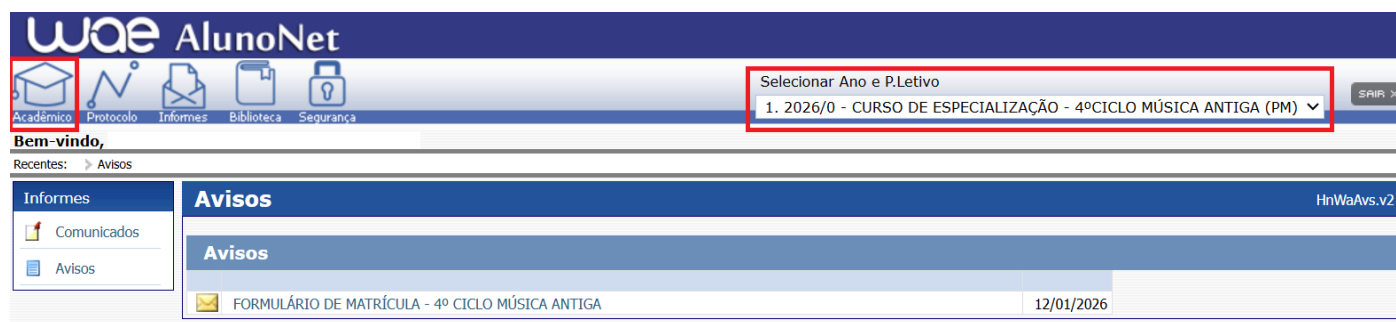 wae AlunoNet
Selecionar Ano e P.Letivo
1. 2026/0 - CURSO DE ESPECIALIZAÇÃO - 4ºCICLO MÚSICA ANTIGA (PM)
SAIR X
Acadêmico Protocolo Informes Biblioteca Segurança
Bem-vindo,
Recentes: Avisos
Informes
Avisos
HnWaAvs.v2
Comunicados
Avisos
Avisos
FORMULÁRIO DE MATRÍCULA - 4º CICLO MÚSICA ANTIGA 12/01/2026